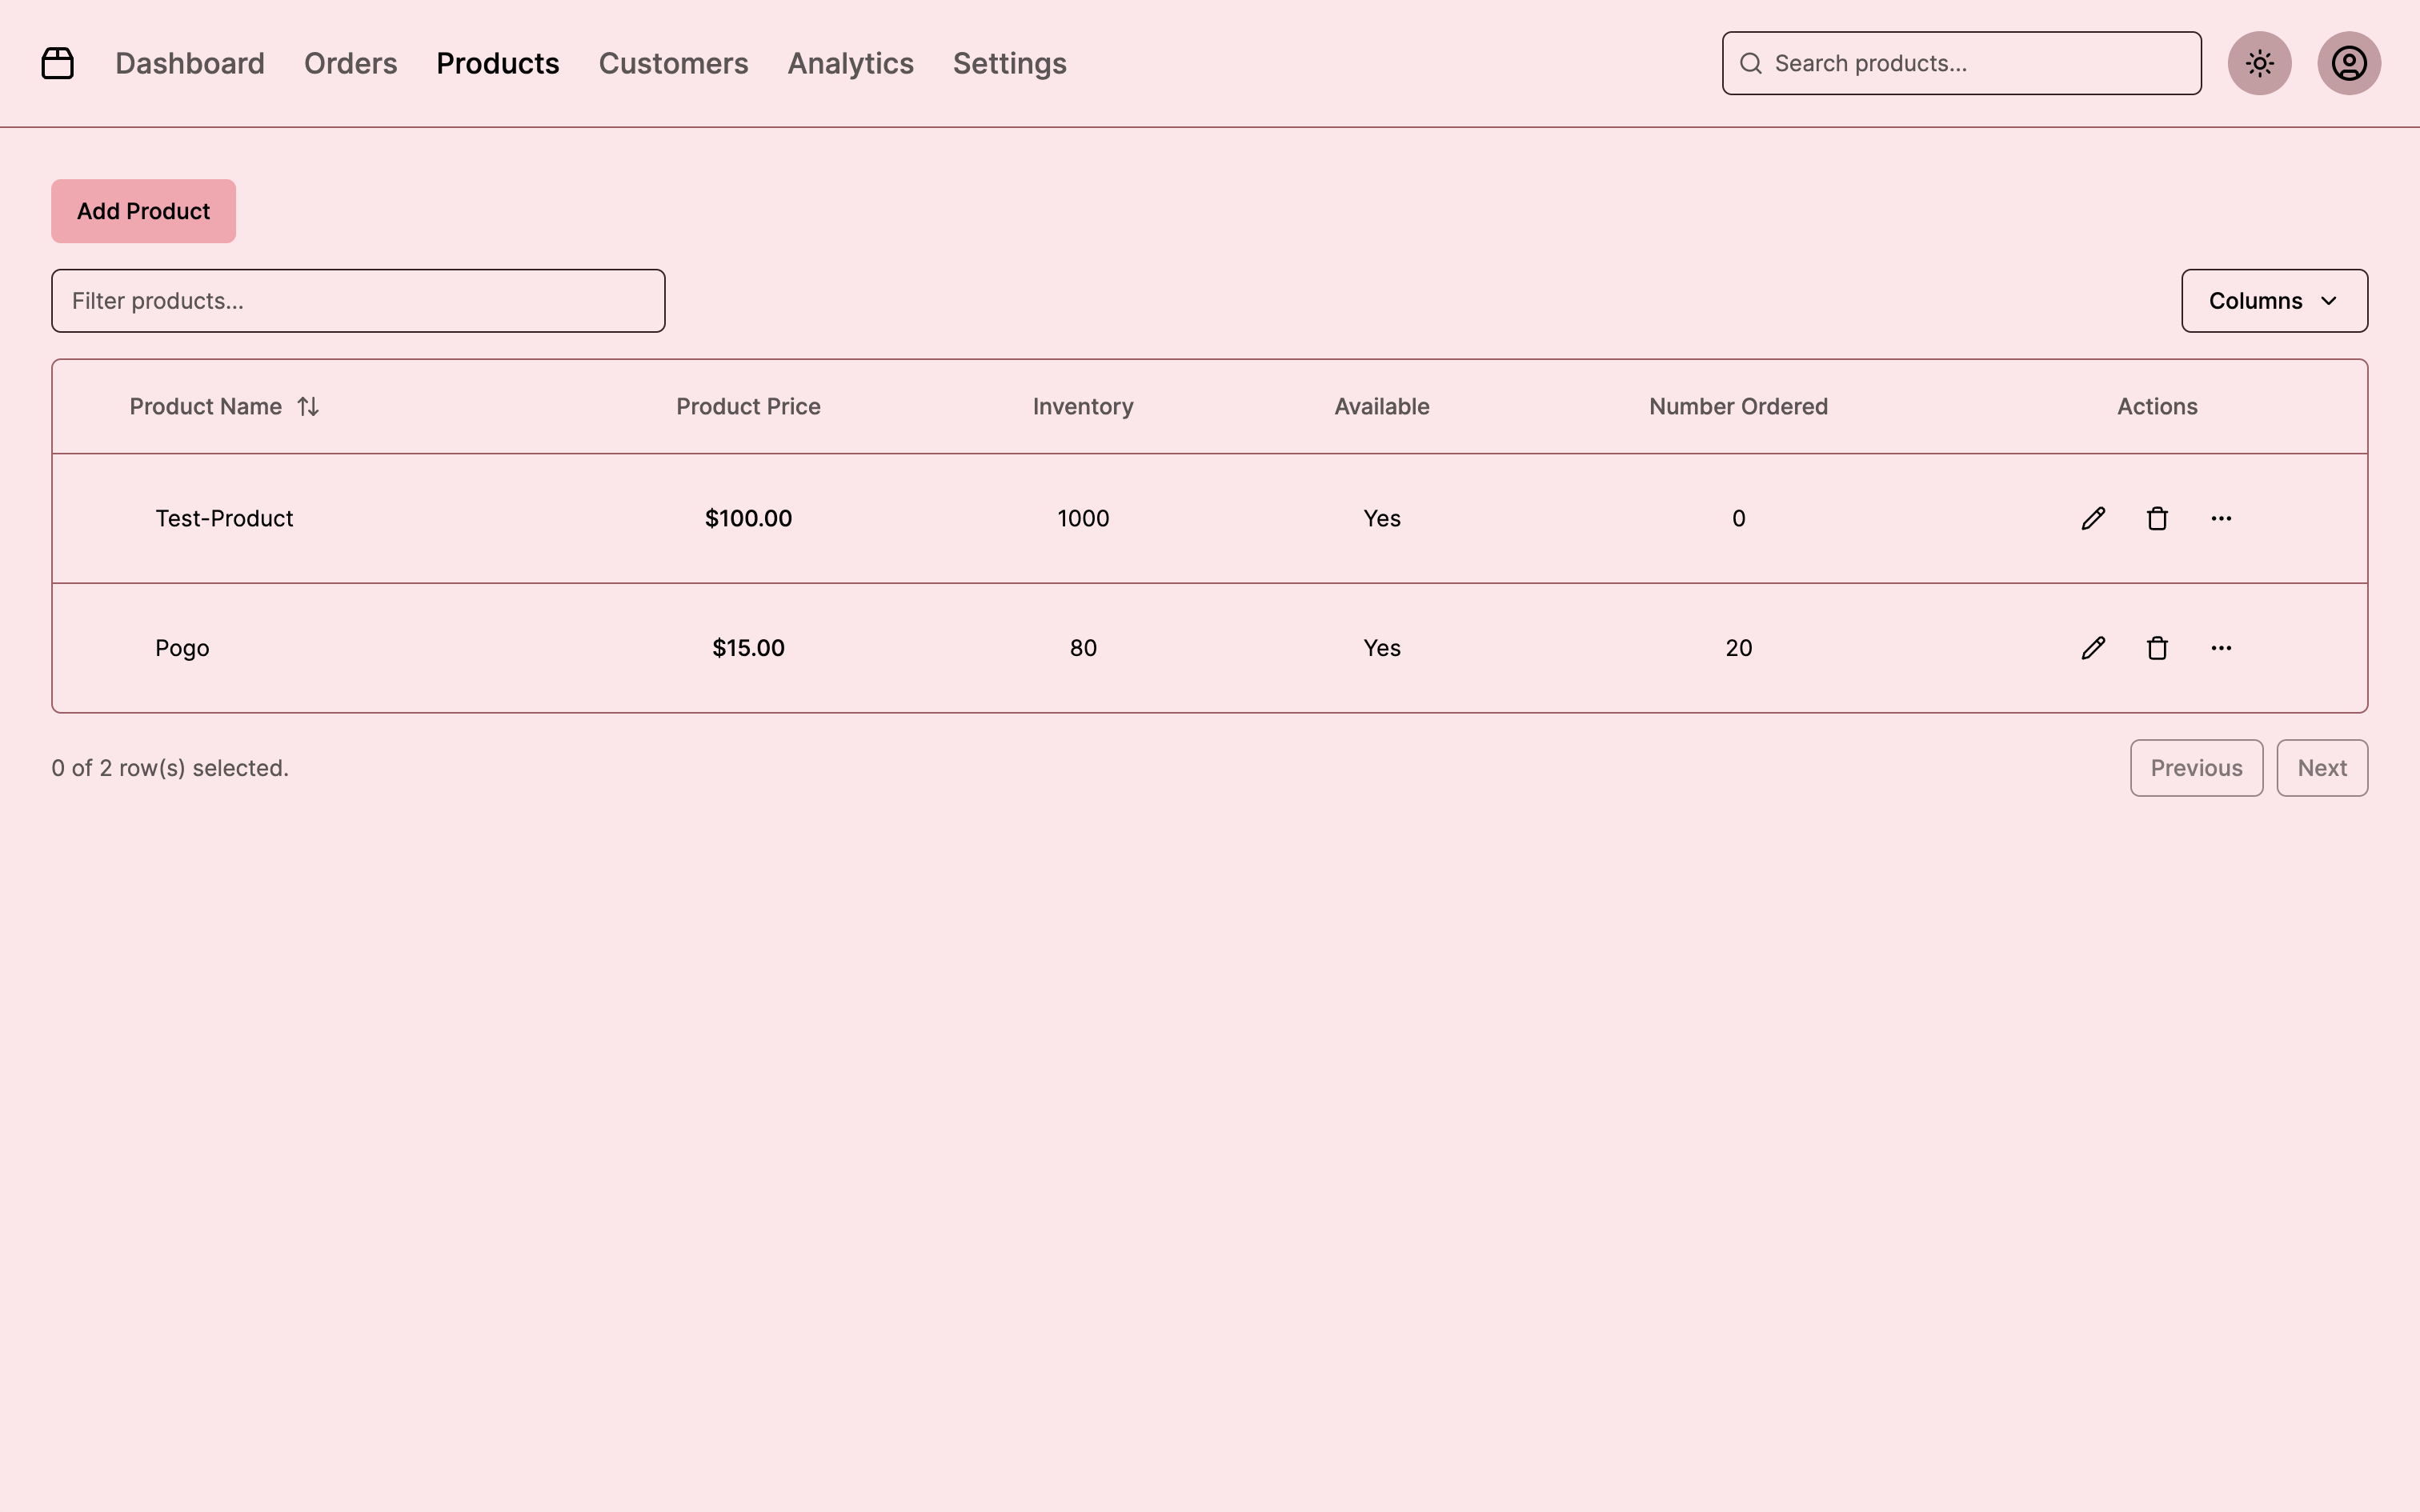 Dashboard Orders Products Customers Analytics Settings Search products...
Add Product
Filter products... Columns
Product Name Product Price Inventory Available Number Ordered Actions
Test-Product $100.00 1000 Yes 0
Pogo $15.00 80 Yes 20
0 of 2 row(s) selected. Previous Next